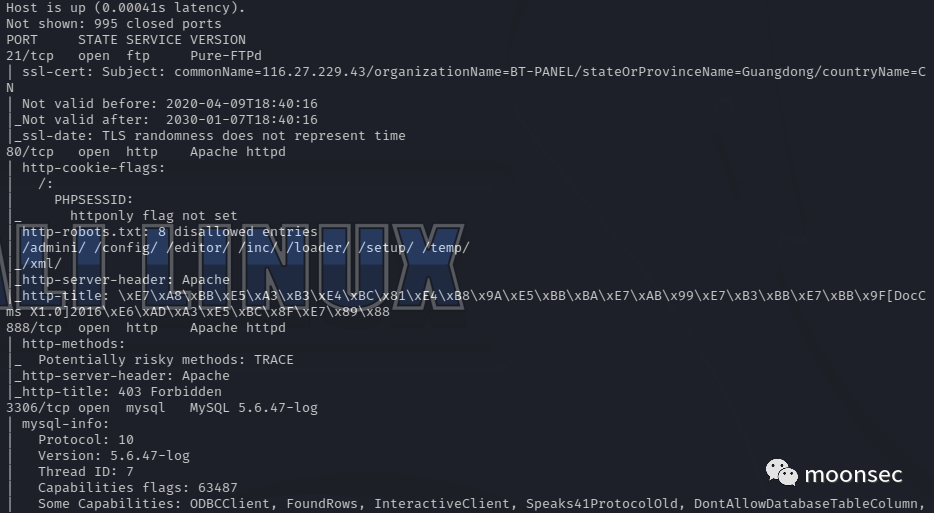 Host is up (0.00041s latency).
Not shown: 995 closed ports
PORT     STATE SERVICE VERSION
21/tcp   open  ftp     Pure-FTPd
| ssl-cert: Subject: commonName=116.27.229.43/organizationName=BT-PANEL/stateOrProvinceName=Guangdong/countryName=C
N
| Not valid before: 2020-04-09T18:40:16
|_Not valid after:  2030-01-07T18:40:16
|_ssl-date: TLS randomness does not represent time
80/tcp   open  http    Apache httpd
| http-cookie-flags:
|   /:
|     PHPSESSID:
|_      httponly flag not set
| http-robots.txt: 8 disallowed entries
| /admini/ /config/ /editor/ /inc/ /loader/ /setup/ /temp/
|_/xml/
|_http-server-header: Apache
|_http-title: \xE7\xA8\xBB\xE5\xA3\xB3\xE4\xBC\x81\xE4\xB8\x9A\xE5\xBB\xBA\xE7\xAB\x99\xE7\xB3\xBB\xE7\xBB\x9F[DocC
ms X1.0]2016\xE6\xAD\xA3\xE5\xBC\x8F\xE7\x89\x88
888/tcp  open  http    Apache httpd
| http-methods:
|_  Potentially risky methods: TRACE
|_http-server-header: Apache
|_http-title: 403 Forbidden
3306/tcp open  mysql   MySQL 5.6.47-log
| mysql-info:
|   Protocol: 10
|   Version: 5.6.47-log
|   Thread ID: 7
|   Capabilities flags: 63487
|   Some Capabilities: ODBCClient, FoundRows, InteractiveClient, Speaks41ProtocolOld, DontAllowDatabaseTableColumn,
ALI LINUX
moonsec